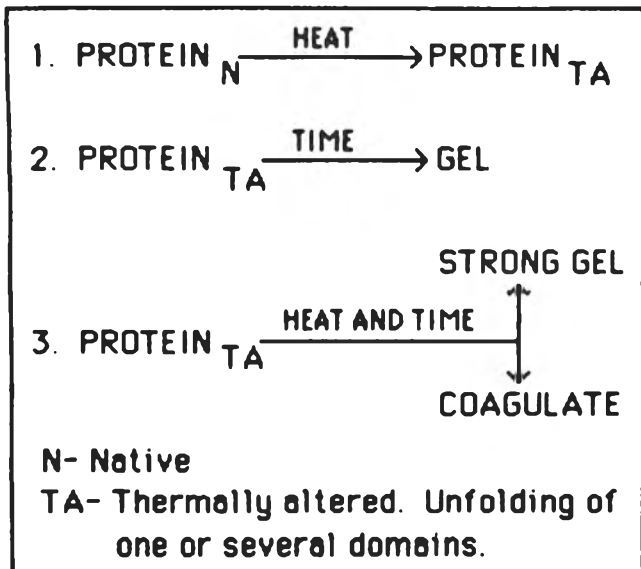 HEAT
1. PROTEIN N PROTEIN TA
TIME
2. PROTEIN TA GEL
STRONG GEL
HEAT AND TIME
3. PROTEIN TA
COAGULATE
N- Native
TA- Thermally altered. Unfolding of
one or several domains.